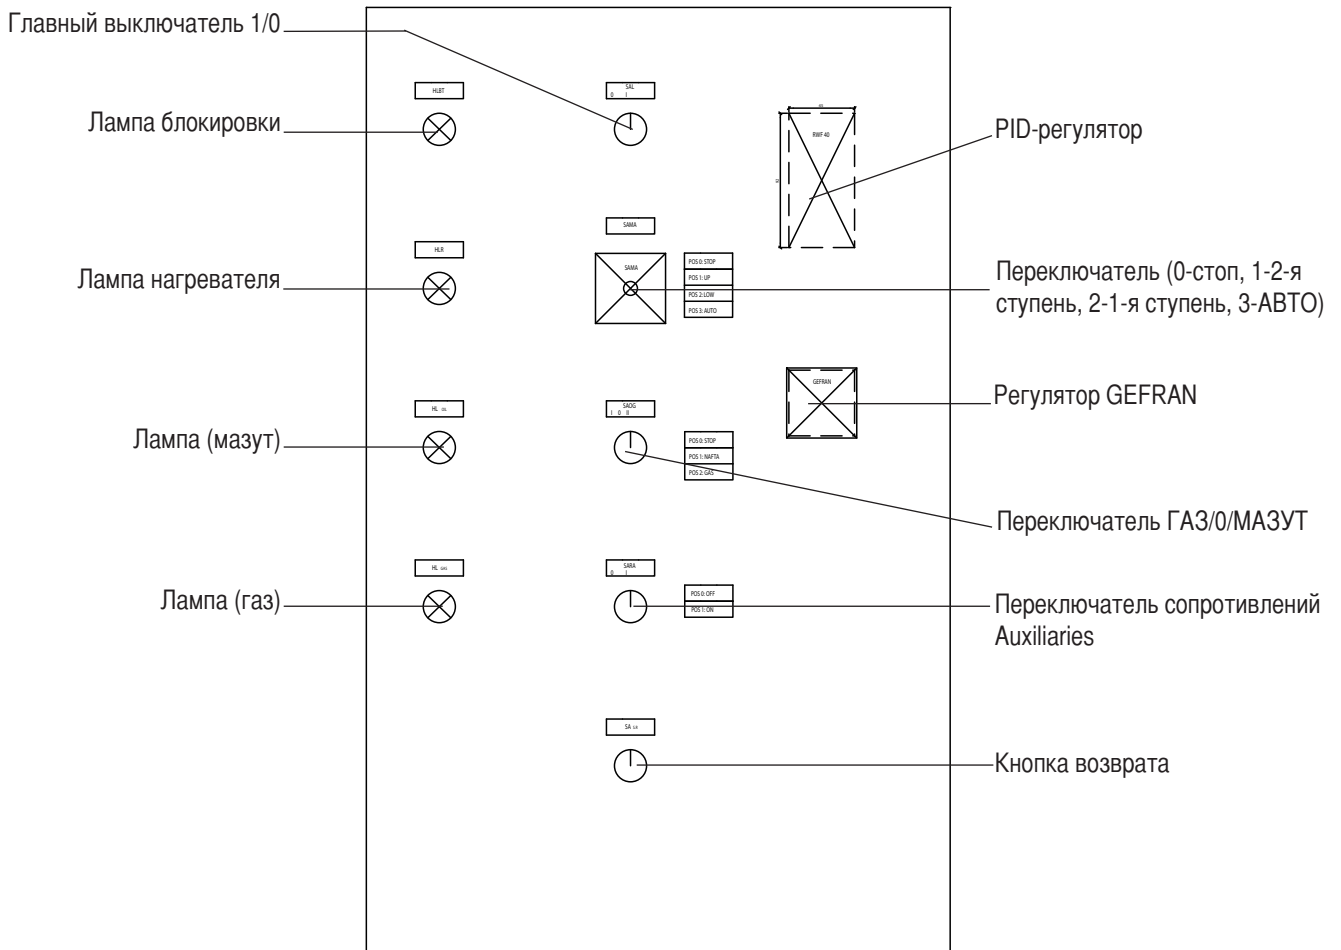 Главный выключатель 1/0
HLBT
SAL
0 I
Лампа блокировки
RWF 40
PID-регулятор
SAMA
HLR
SAMA
POS 0: STOP
POS 1: UP
POS 2: LOW
POS 3: AUTO
Лампа нагревателя
Переключатель (0-стоп, 1-2-я
ступень, 2-1-я ступень, 3-АВТО)
GEFRAN
Регулятор GEFRAN
HL OIL
SAOG
I 0 II
Лампа (мазут)
POS 0: STOP
POS 1: NAFTA
POS 2: GAS
Переключатель ГАЗ/0/МАЗУТ
HL GAS
SARA
0 I
Лампа (газ)
POS 0: OFF
POS 1: ON
Переключатель сопротивлений
Auxiliaries
SA
Кнопка возврата